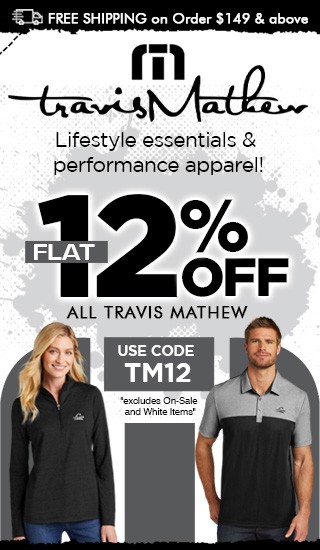 FREE SHIPPING on Order $149 & above
travisMathew
Lifestyle essentials &
performance apparel!
FLAT 12% OFF
ALL TRAVIS MATHEW
USE CODE
TM12
"excludes On-Sale
and White Items"